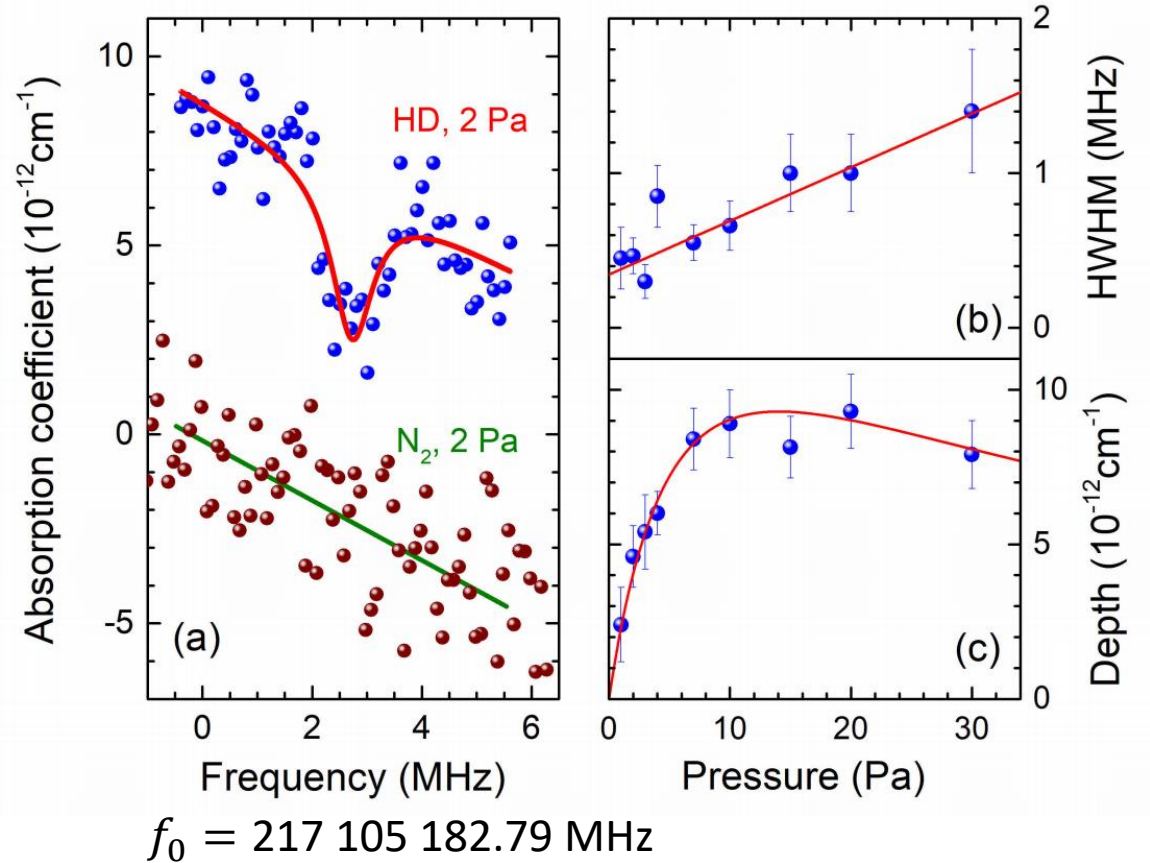 Absorption coefficient (10⁻¹²cm⁻¹)
10
5
0
-5
HD, 2 Pa
N₂, 2 Pa
(a)
0 2 4 6
Frequency (MHz)
2
1
0
HWHM (MHz)
(b)
10
5
0
Depth (10⁻¹²cm⁻¹)
(c)
0 10 20 30
Pressure (Pa)
𝑓₀ = 217 105 182.79 MHz